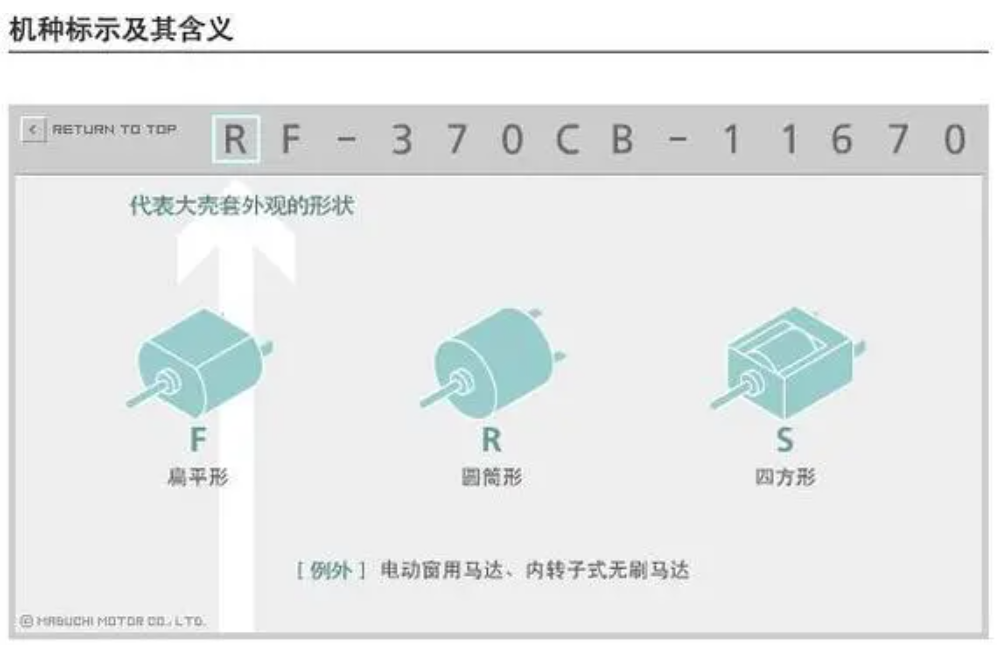 机种标示及其含义
< RETURN TO TOP
R F - 3 7 0 C B - 1 1 6 7 0
代表大壳套外观的形状
F
R
S
扁平形
圆筒形
四方形
[ 例外 ] 电动窗用马达、内转子式无刷马达
© MABUCHI MOTOR CO., LTD.